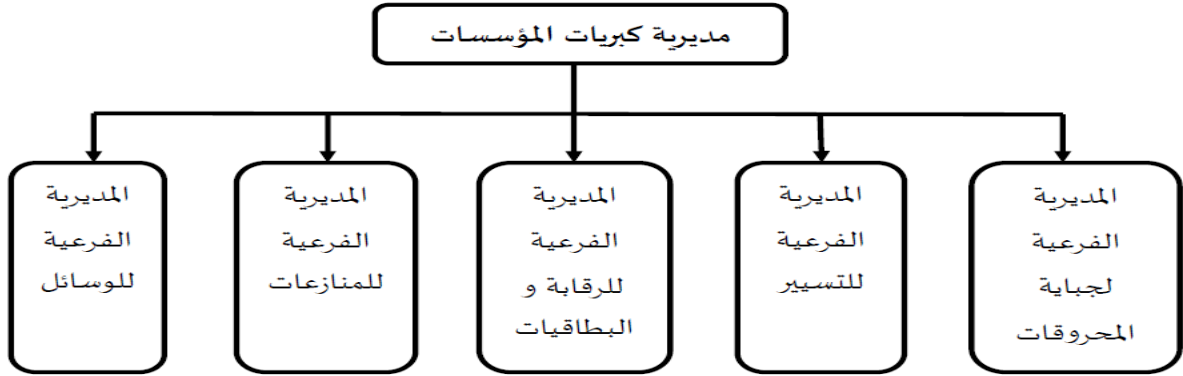 مديرية كبريات المؤسسات
المديرية
الفرعية
لجباية
المحروقات
المديرية
الفرعية
للتسيير
المديرية
الفرعية
للرقابة و
البطاقيات
المديرية
الفرعية
للمنازعات
المديرية
الفرعية
للوسائل